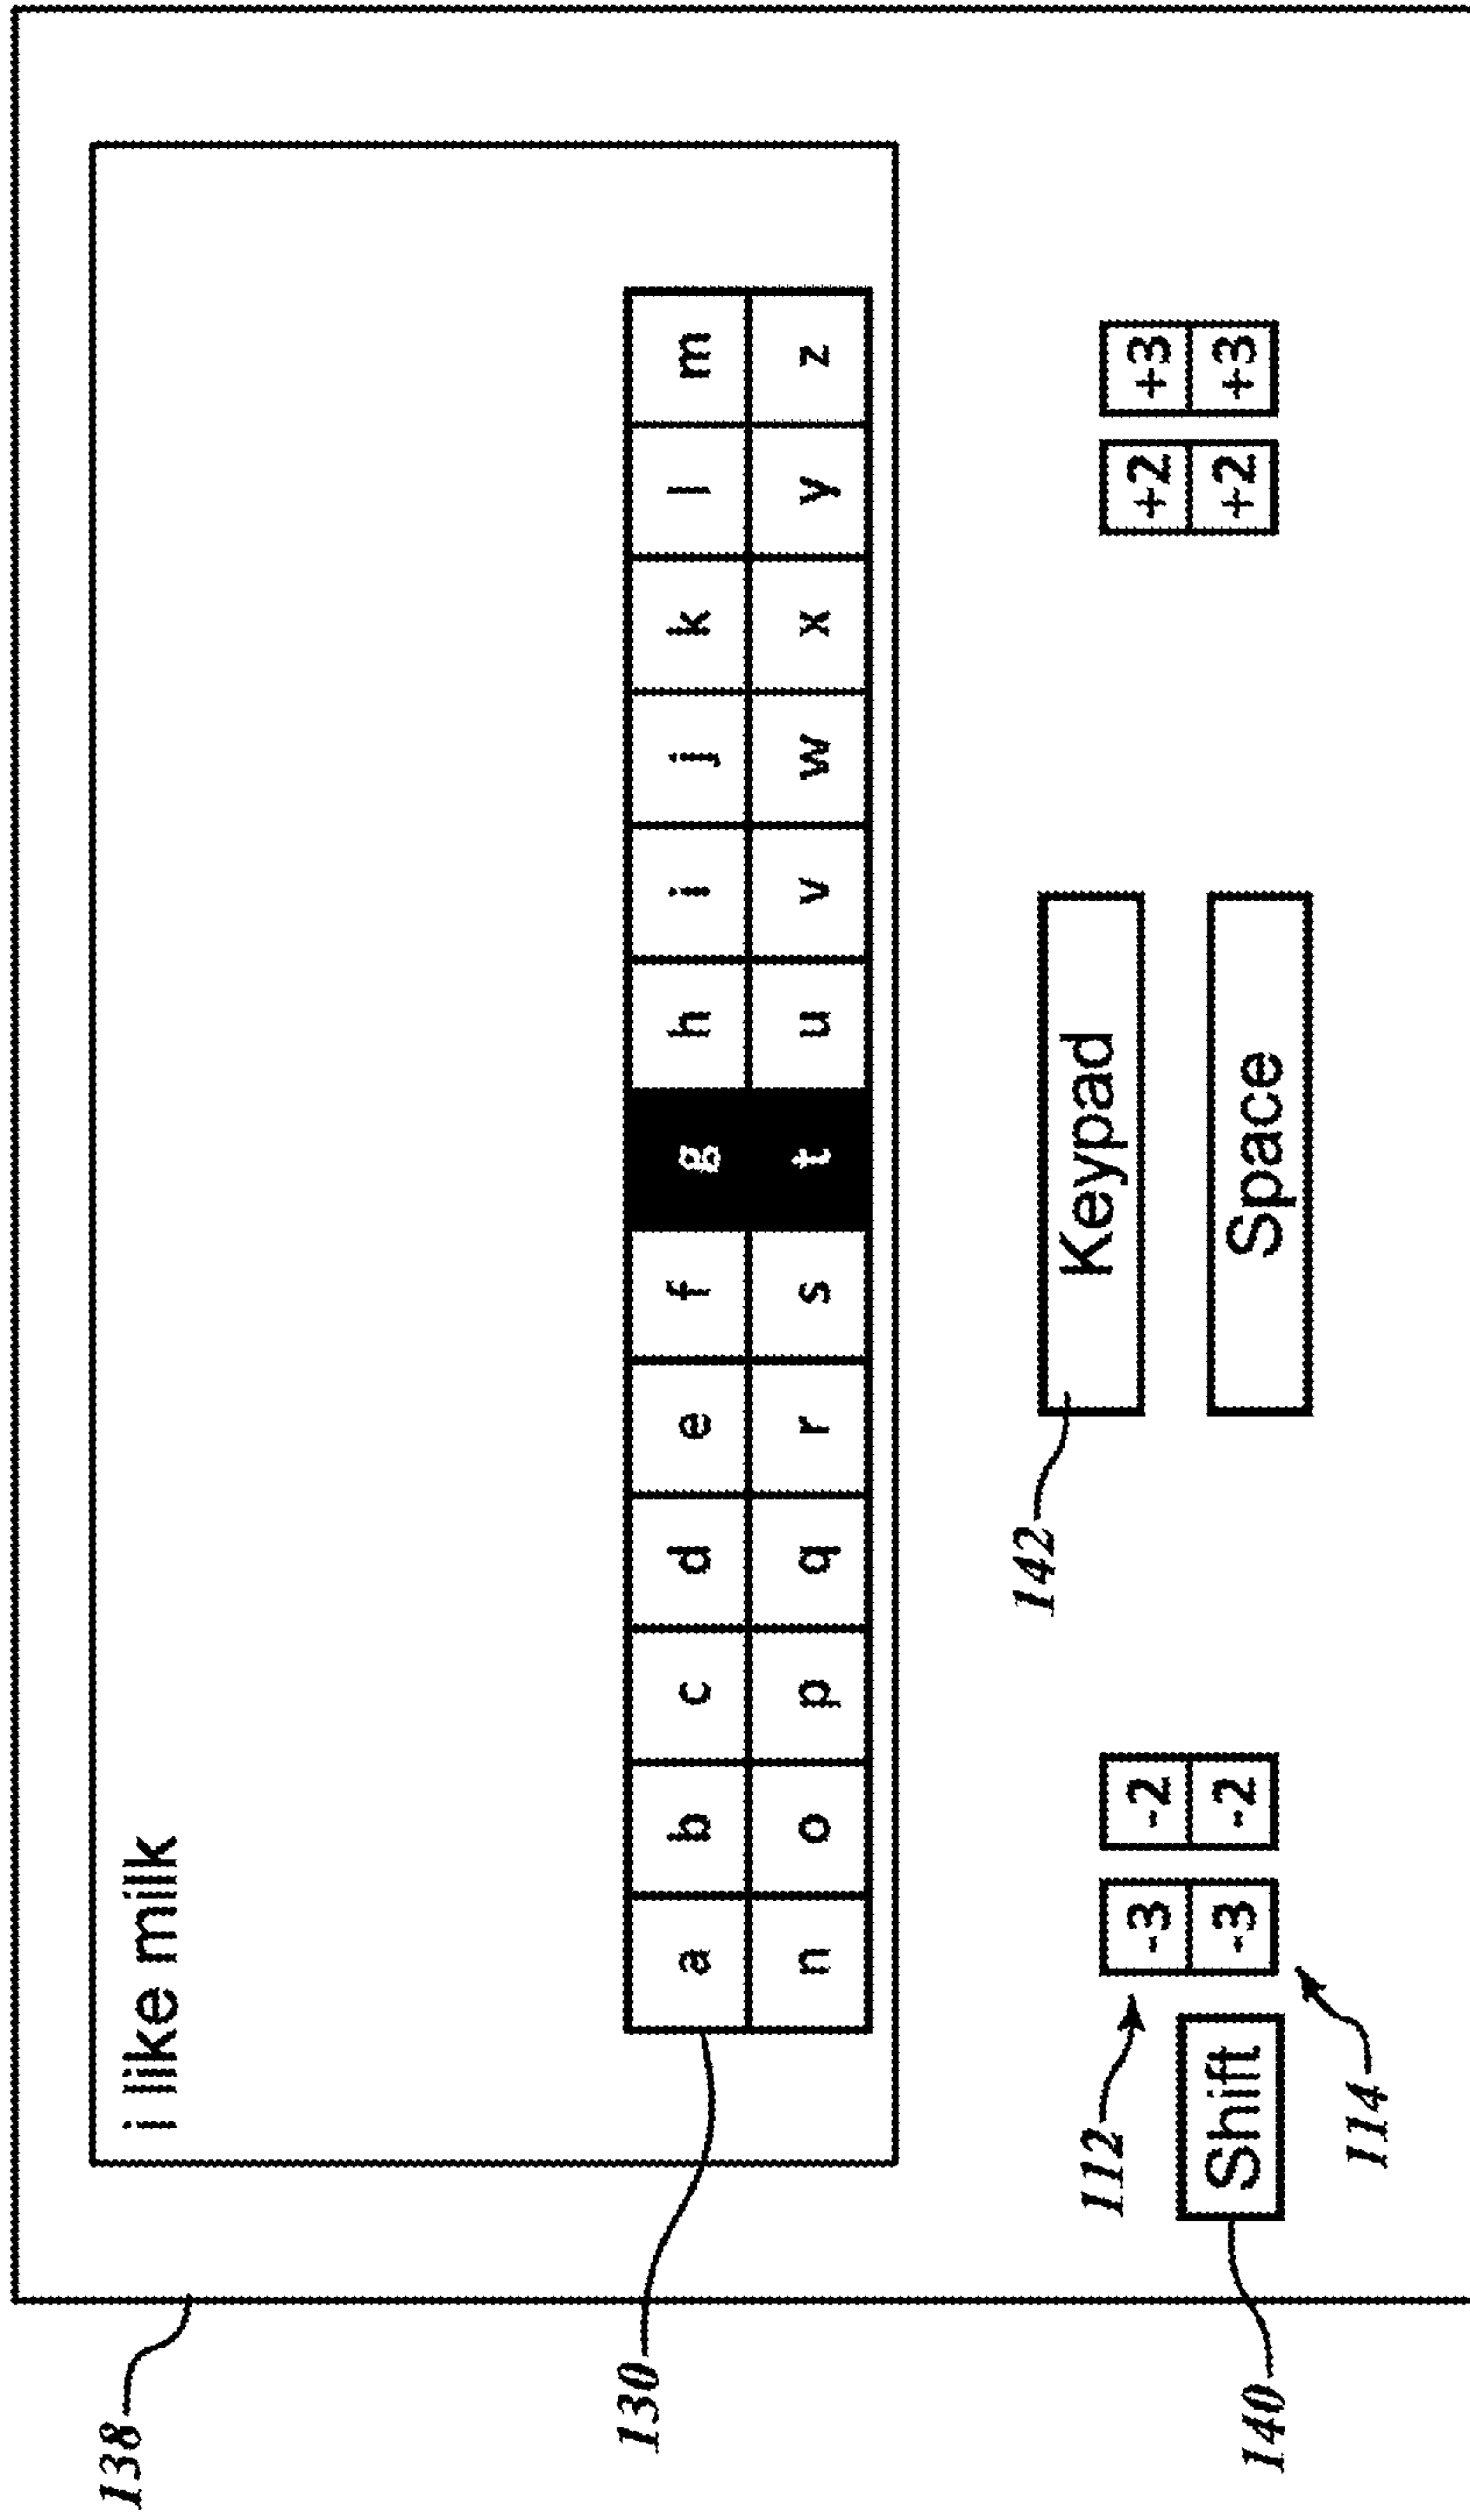 138
i like milk
130
a b c d e f g h i j k l m
n o p q r s t u v w x y z
142
Keypad
112
-3 -2 +2 +3
-3 -2 +2 +3
140
Shift
Space
114